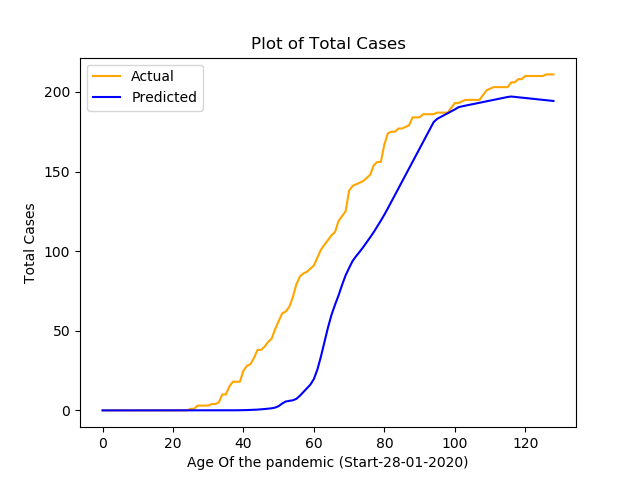 Plot of Total Cases
Actual
Predicted
200
150
100
50
0
Total Cases
0 20 40 60 80 100 120
Age Of the pandemic (Start-28-01-2020)